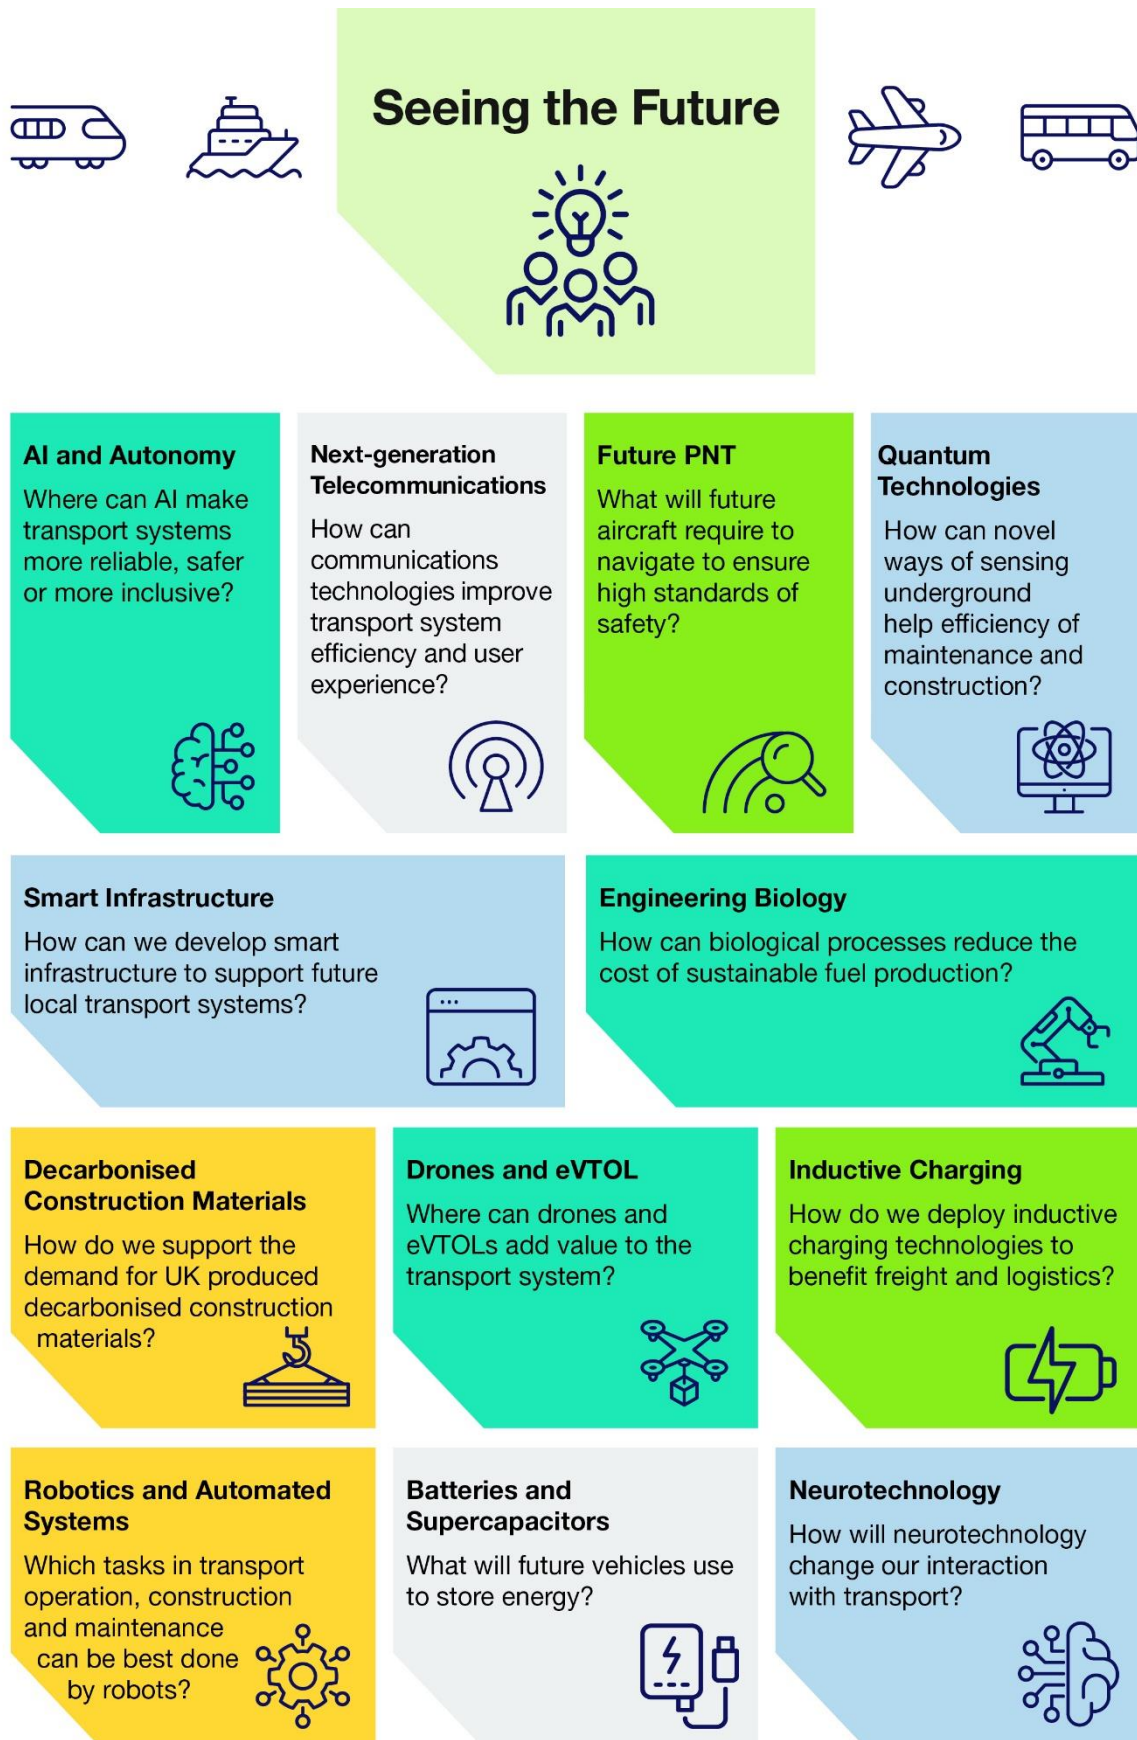 Seeing the Future
AI and Autonomy
Where can AI make
transport systems
more reliable, safer
or more inclusive?
Next-generation
Telecommunications
How can
communications
technologies improve
transport system
efficiency and user
experience?
Future PNT
What will future
aircraft require to
navigate to ensure
high standards of
safety?
Quantum
Technologies
How can novel
ways of sensing
underground
help efficiency of
maintenance and
construction?
Smart Infrastructure
How can we develop smart
infrastructure to support future
local transport systems?
Engineering Biology
How can biological processes reduce the
cost of sustainable fuel production?
Decarbonised
Construction Materials
How do we support the
demand for UK produced
decarbonised construction
materials?
Drones and eVTOL
Where can drones and
eVTOLs add value to the
transport system?
Inductive Charging
How do we deploy inductive
charging technologies to
benefit freight and logistics?
Robotics and Automated
Systems
Which tasks in transport
operation, construction
and maintenance
can be best done
by robots?
Batteries and
Supercapacitors
What will future vehicles use
to store energy?
Neurotechnology
How will neurotechnology
change our interaction
with transport?